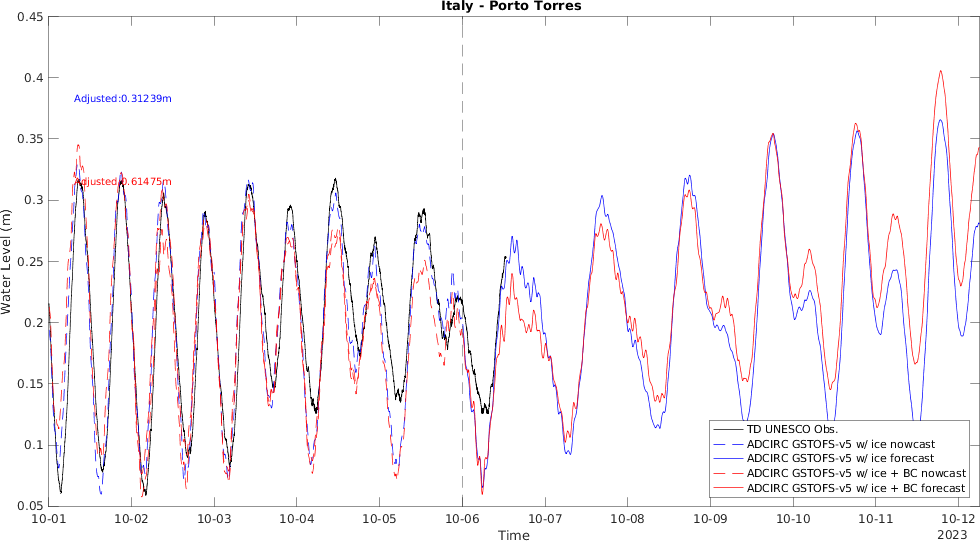 Italy - Porto Torres
0.45
0.4
0.35
0.3
0.25
0.2
0.15
0.1
0.05
Water Level (m)
Adjusted:0.31239m
Adjusted:0.61475m
TD UNESCO Obs.
ADCIRC GSTOFS-v5 w/ ice nowcast
ADCIRC GSTOFS-v5 w/ ice forecast
ADCIRC GSTOFS-v5 w/ ice + BC nowcast
ADCIRC GSTOFS-v5 w/ ice + BC forecast
10-01 10-02 10-03 10-04 10-05 10-06 10-07 10-08 10-09 10-10 10-11 10-12
Time
2023